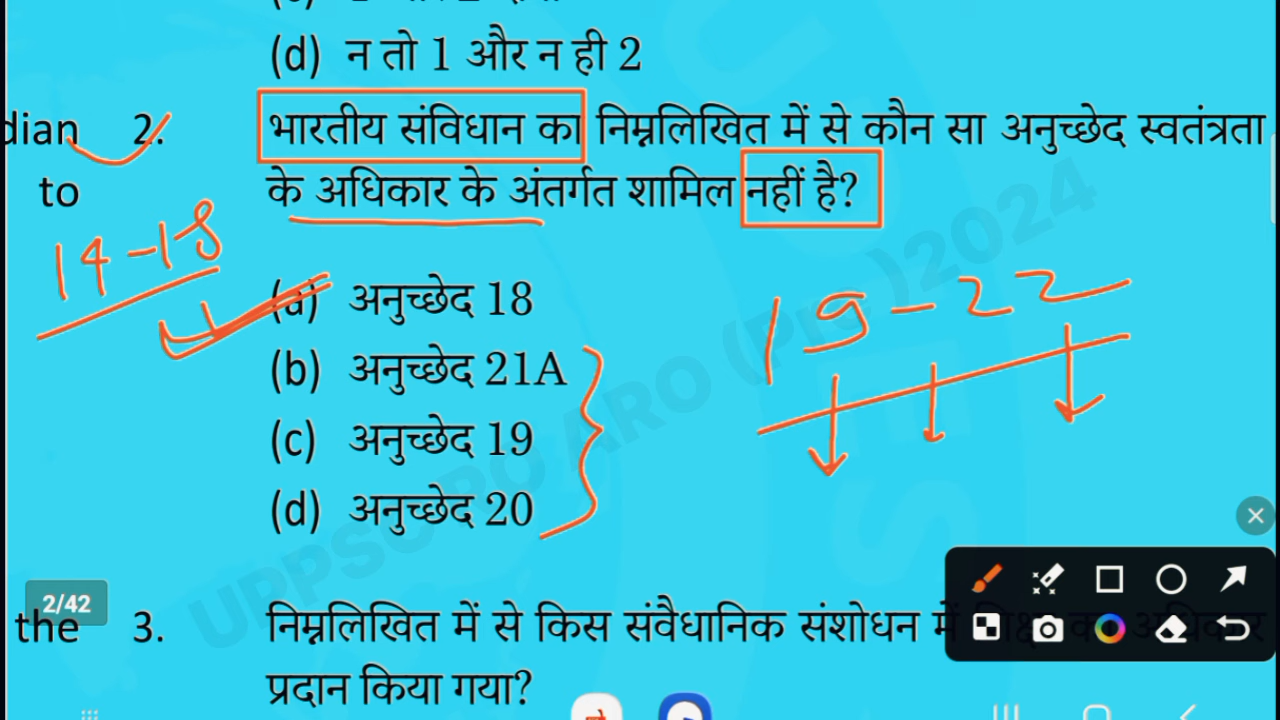 (d) न तो 1 और न ही 2
dian 2. भारतीय संविधान का निम्नलिखित में से कौन सा अनुच्छेद स्वतंत्रता
to के अधिकार के अंतर्गत शामिल नहीं है?
14-18
19-22
(a) अनुच्छेद 18
(b) अनुच्छेद 21A
(c) अनुच्छेद 19
(d) अनुच्छेद 20
2/42
the 3. निम्नलिखित में से किस संवैधानिक संशोधन में
प्रदान किया गया?